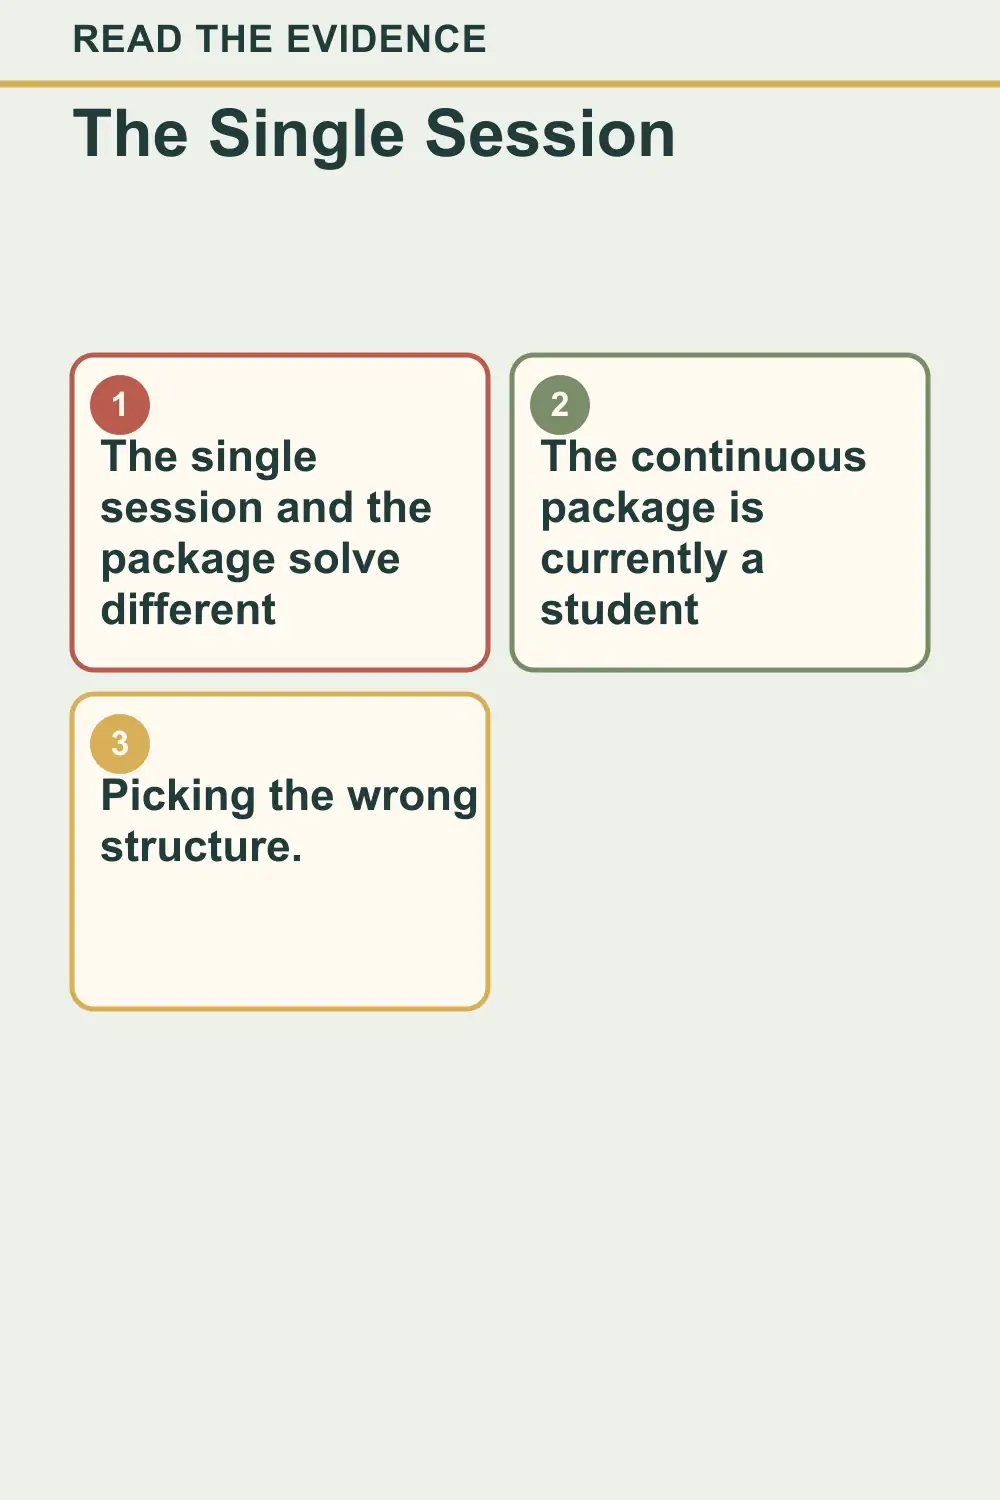 READ THE EVIDENCE
The Single Session
1
The single
session and the
package solve
different
2
The continuous
package is
currently a
student
3
Picking the wrong
structure.